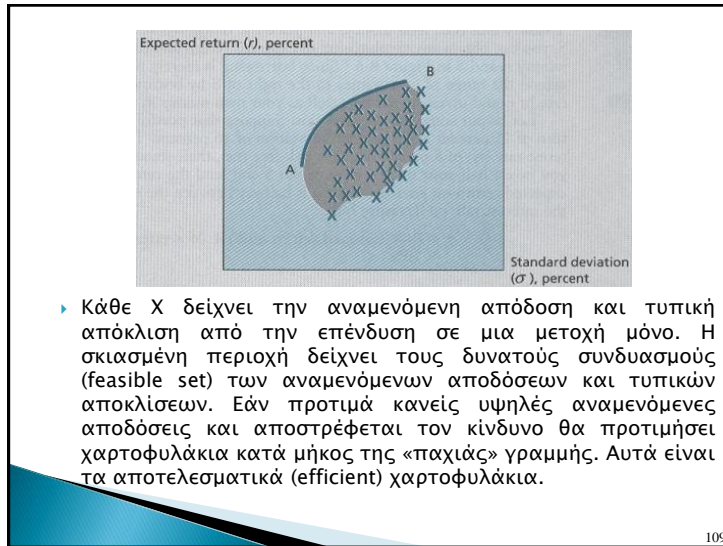 Expected return (r), percent
B
A
Standard deviation
(σ), percent
Κάθε Χ δείχνει την αναμενόμενη απόδοση και τυπική
απόκλιση από την επένδυση σε μια μετοχή μόνο. Η
σκιασμένη περιοχή δείχνει τους δυνατούς συνδυασμούς
(feasible set) των αναμενόμενων αποδόσεων και τυπικών
αποκλίσεων. Εάν προτιμά κανείς υψηλές αναμενόμενες
αποδόσεις και αποστρέφεται τον κίνδυνο θα προτιμήσει
χαρτοφυλάκια κατά μήκος της «παχιάς» γραμμής. Αυτά είναι
τα αποτελεσματικά (efficient) χαρτοφυλάκια.
109